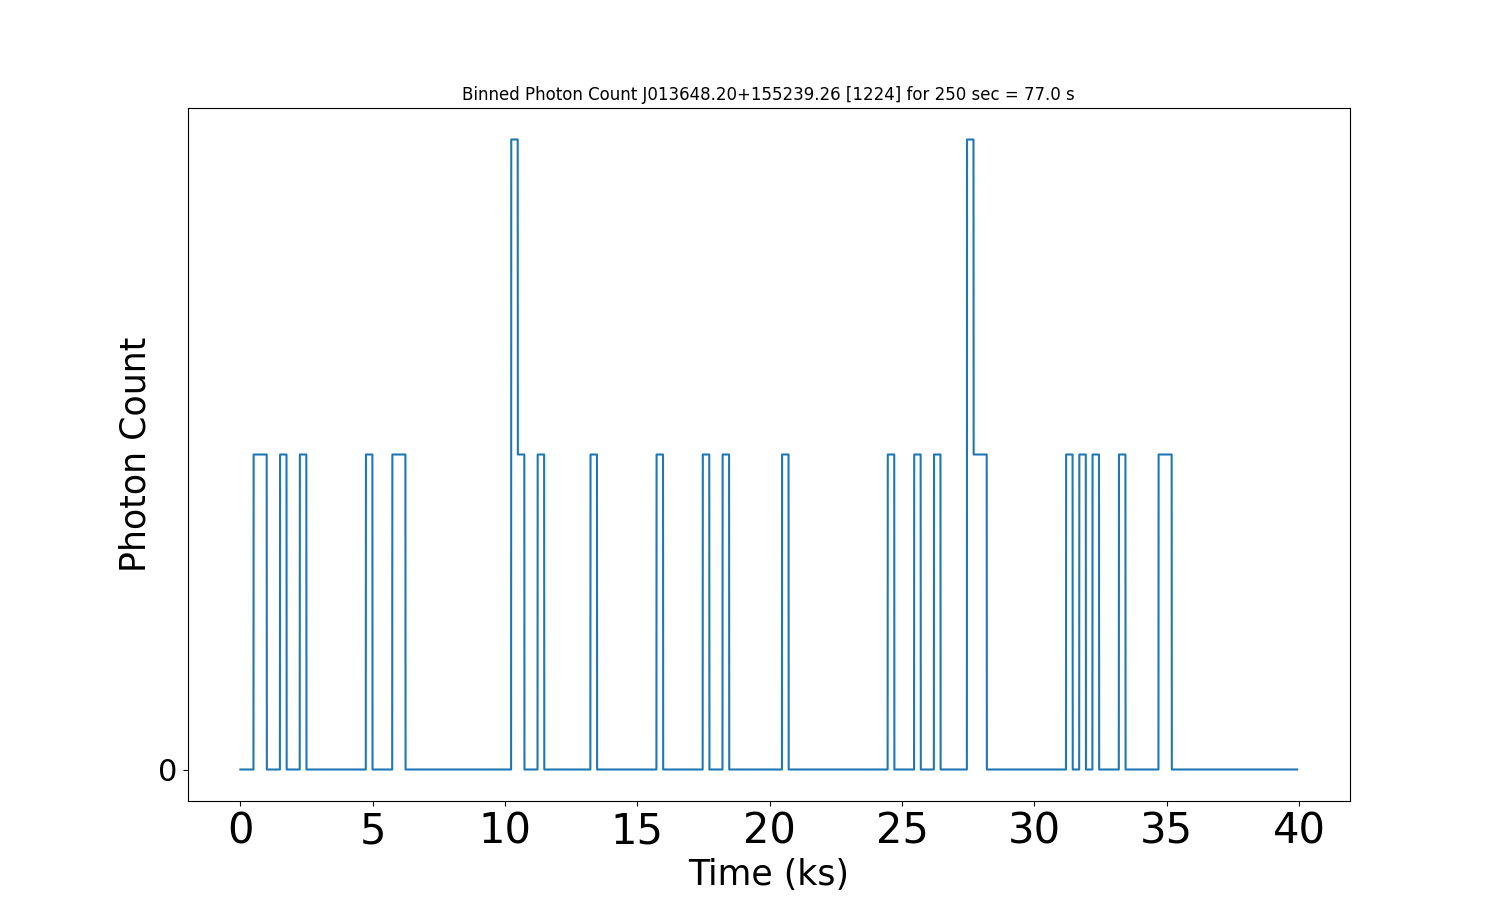 Binned Photon Count J013648.20+155239.26 [1224] for 250 sec = 77.0 s
Photon Count
0
0 5 10 15 20 25 30 35 40
Time (ks)